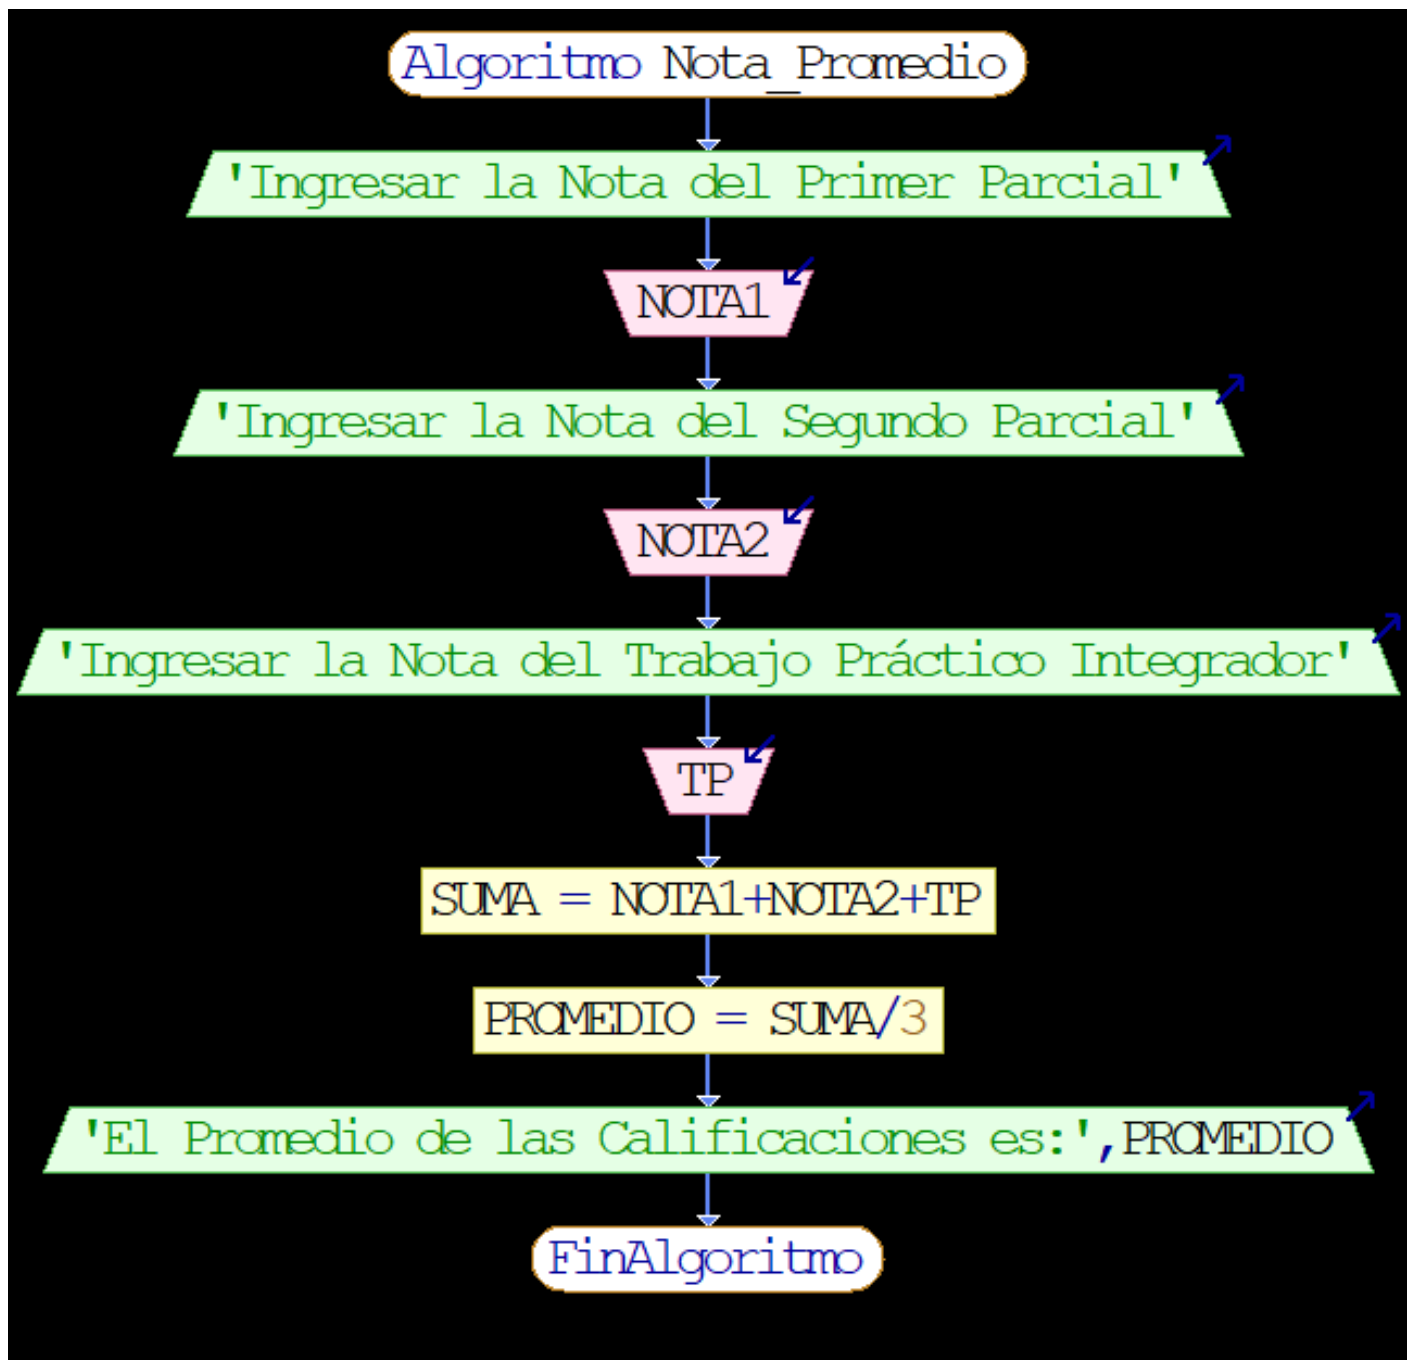 Algoritmo Nota_Promedio
'Ingresar la Nota del Primer Parcial'
NOTA1
'Ingresar la Nota del Segundo Parcial'
NOTA2
'Ingresar la Nota del Trabajo Práctico Integrador'
TP
SUMA = NOTA1+NOTA2+TP
PROMEDIO = SUMA/3
'El Promedio de las Calificaciones es:',PROMEDIO
FinAlgoritmo